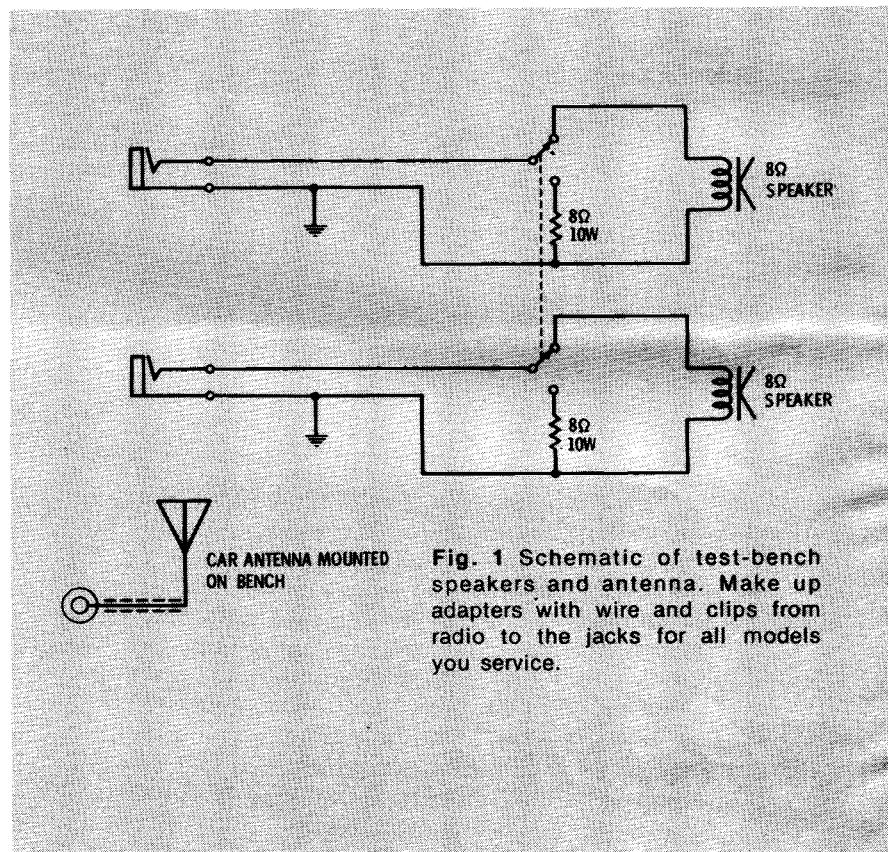 8Ω
SPEAKER
8Ω
10W
8Ω
SPEAKER
8Ω
10W
CAR ANTENNA MOUNTED
ON BENCH
Fig. 1 Schematic of test-bench
speakers and antenna. Make up
adapters with wire and clips from
radio to the jacks for all models
you service.